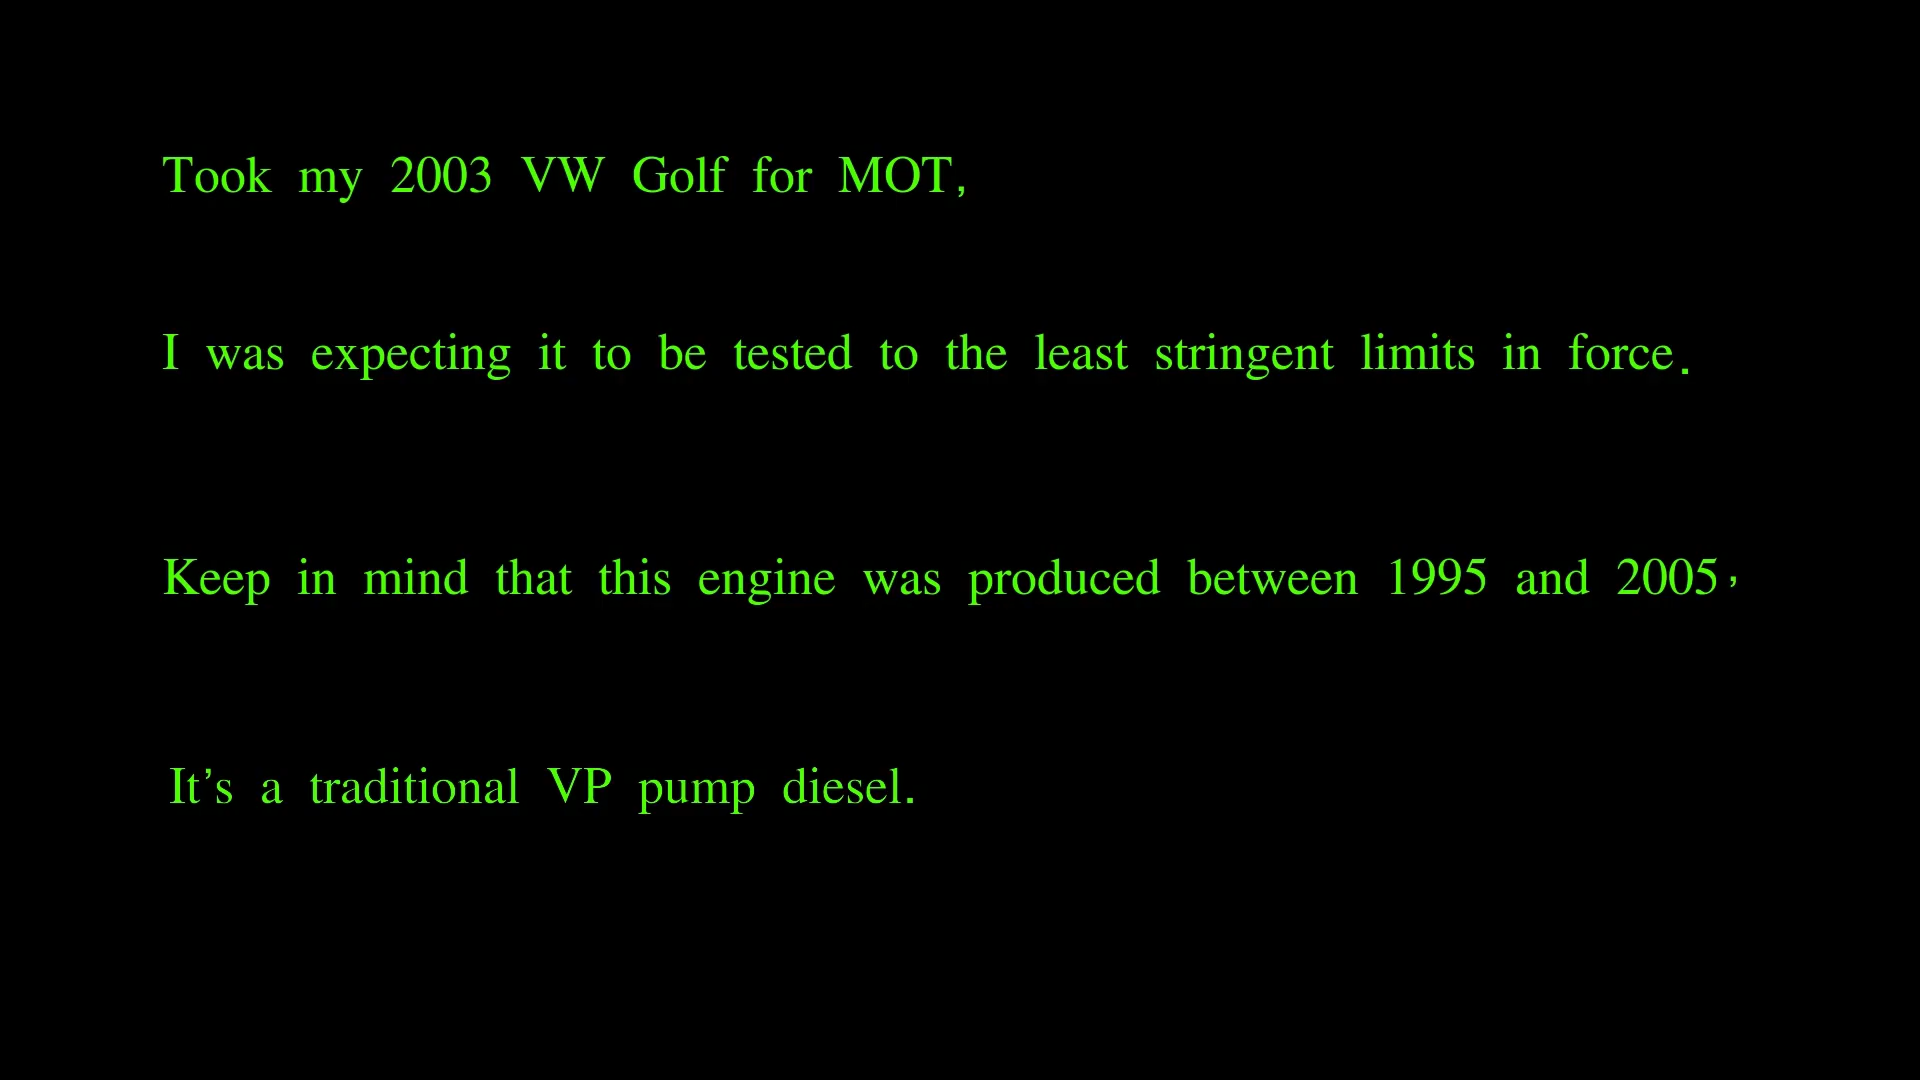 Took my 2003 VW Golf for MOT,
I was expecting it to be tested to the least stringent limits in force.
Keep in mind that this engine was produced between 1995 and 2005,
It's a traditional VP pump diesel.